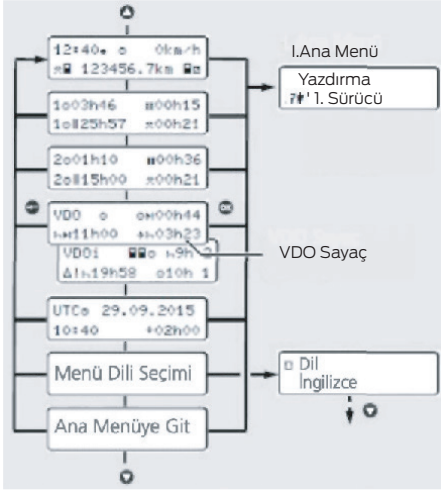 12:40 0km/h
123456.7km
I.Ana Menü
Yazdırma
1. Sürücü
1 03h46 00h15
1 25h57 00h21
2 01h10 00h36
2 15h00 00h21
VDO 00h44
11h00 03h23
VDO Sayaç
VDOi 9h
19h58 10h 1
UTC 29.09.2015
10:40 +02h00
Menü Dili Seçimi
Dil
İngilizce
Ana Menüye Git